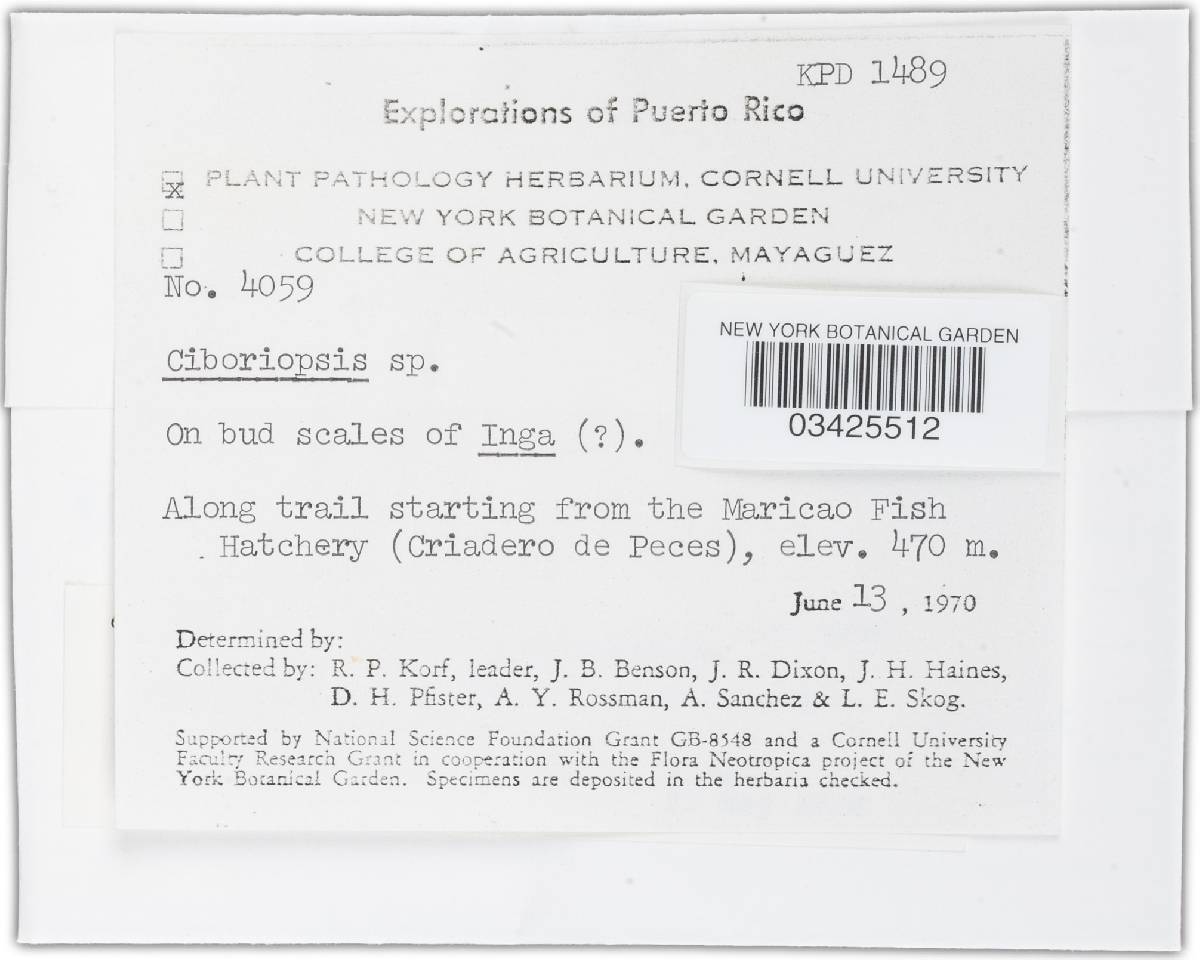 KPD 1489
Explorations of Puerto Rico
x PLANT PATHOLOGY HERBARIUM, CORNELL UNIVERSITY
NEW YORK BOTANICAL GARDEN
COLLEGE OF AGRICULTURE, MAYAGUEZ
No. 4059
NEW YORK BOTANICAL GARDEN
03425512
Ciboriopsis sp.
On bud scales of Inga (?).
Along trail starting from the Maricao Fish
Hatchery (Criadero de Peces), elev. 470 m.
June 13, 1970
Determined by:
Collected by: R. P. Korf, leader, J. B. Benson, J. R. Dixon, J. H. Haines,
D. H. Pfister, A. Y. Rossman, A. Sanchez & L. E. Skog.
Supported by National Science Foundation Grant GB-8548 and a Cornell University
Faculty Research Grant in cooperation with the Flora Neotropica project of the New
York Botanical Garden. Specimens are deposited in the herbaria checked.